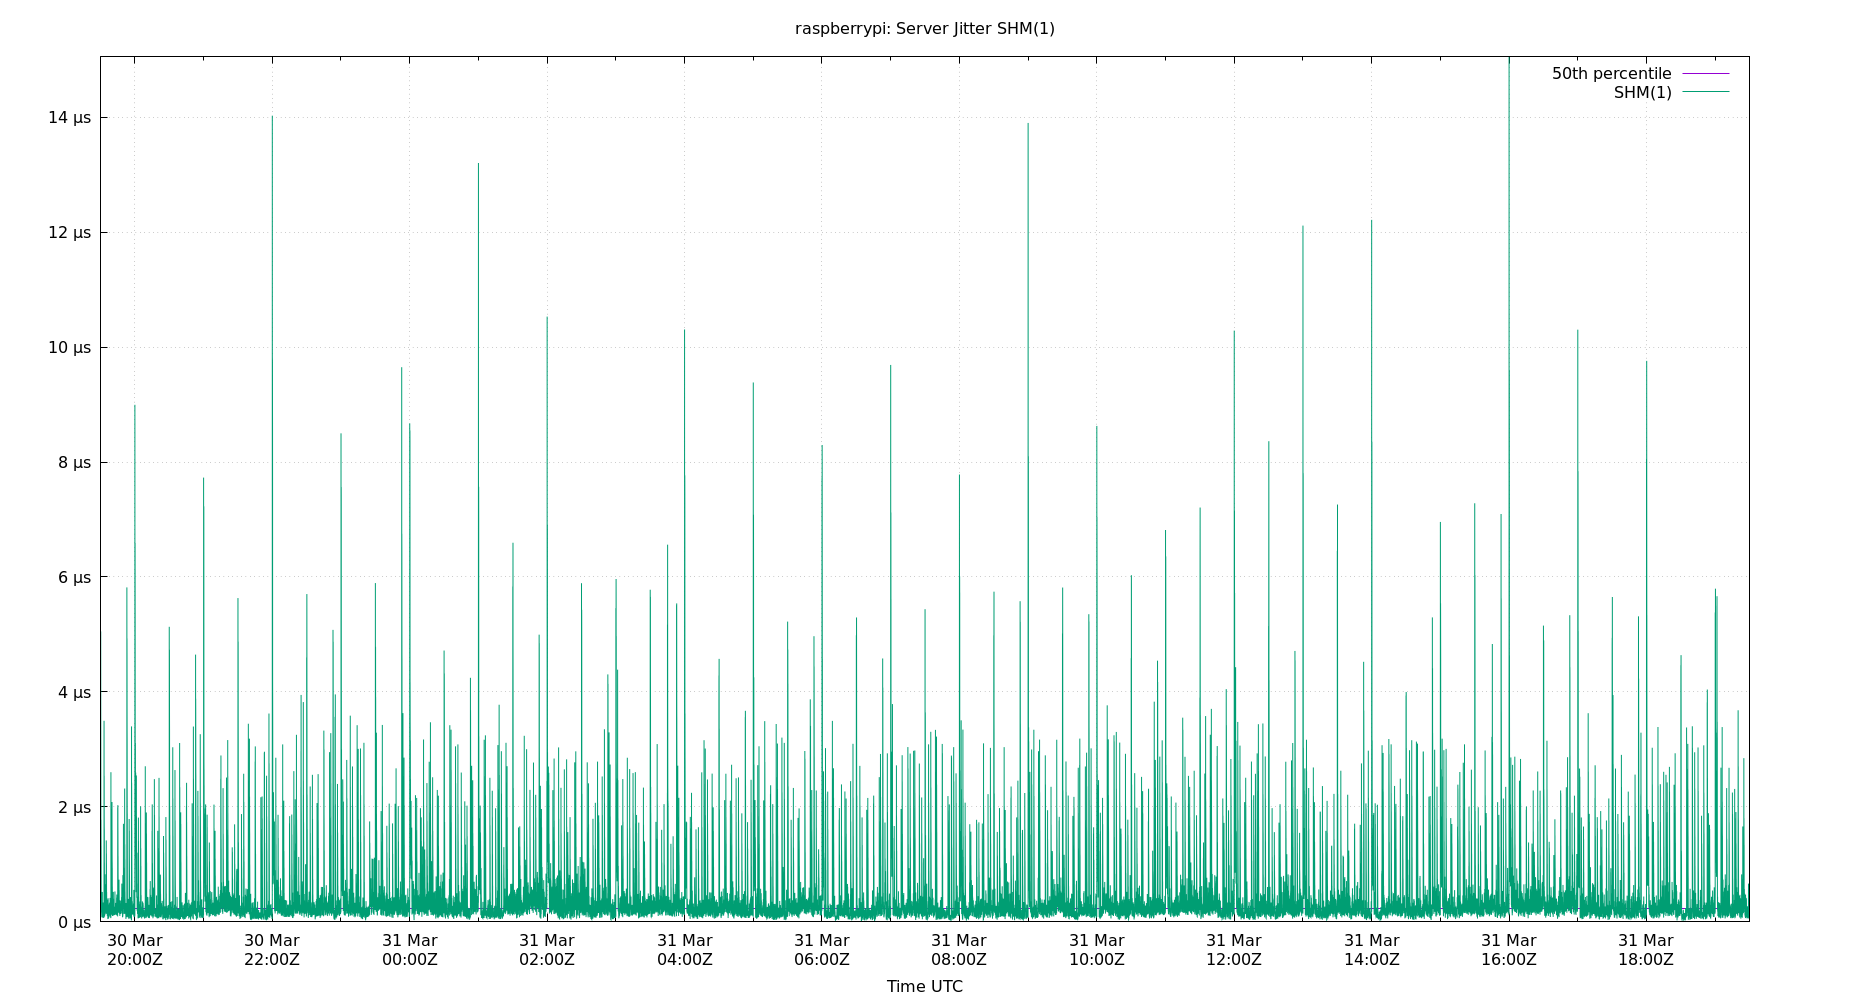 raspberrypi: Server Jitter SHM(1)
50th percentile
SHM(1)
14 µs
12 µs
10 µs
8 µs
6 µs
4 µs
2 µs
0 µs
30 Mar 30 Mar 31 Mar 31 Mar 31 Mar 31 Mar 31 Mar 31 Mar 31 Mar 31 Mar 31 Mar 31 Mar
20:00Z 22:00Z 00:00Z 02:00Z 04:00Z 06:00Z 08:00Z 10:00Z 12:00Z 14:00Z 16:00Z 18:00Z
Time UTC